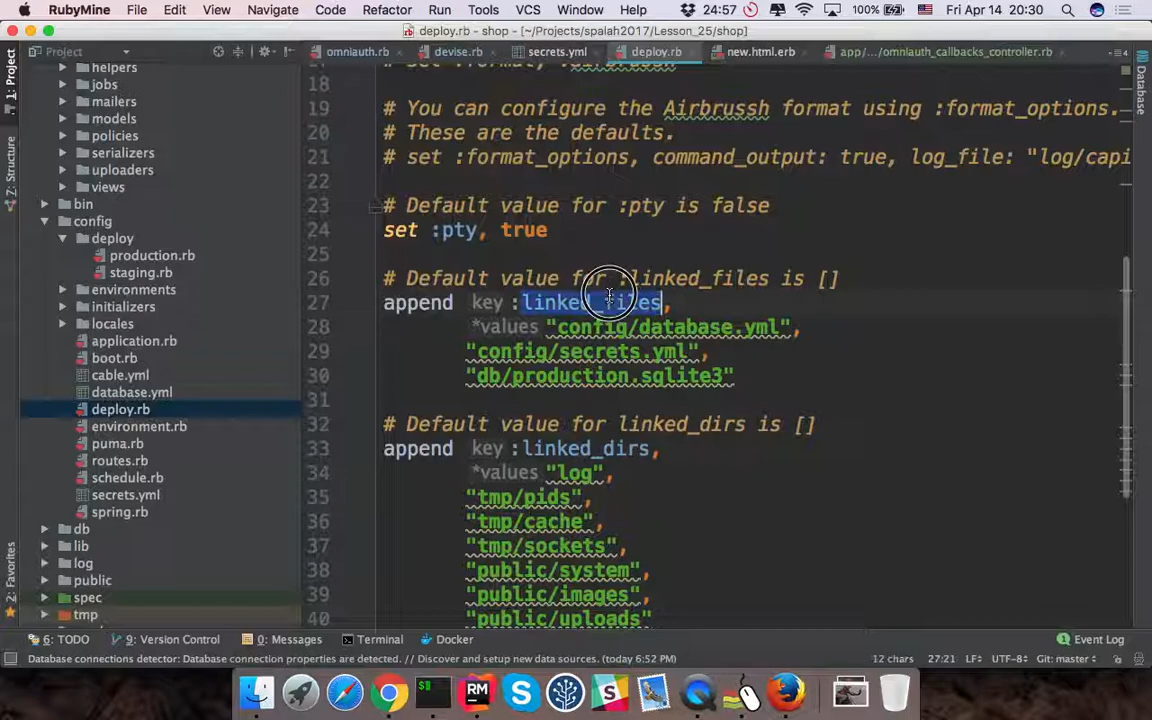 RubyMine File Edit View Navigate Code Refactor Run Tools VCS Window Help 24:57 100% Fri Apr 14 20:30
deploy.rb - shop - [~/Projects/spalah2017/Lesson_25/shop]
Project
omniauth.rb devise.rb secrets.yml deploy.rb new.html.erb app/.../omniauth_callbacks_controller.rb 4
1: Project
Z: Structure
2: Favorites
Database
helpers
jobs
mailers
models
policies
serializers
uploaders
views
bin
config
deploy
production.rb
staging.rb
environments
initializers
locales
application.rb
boot.rb
cable.yml
database.yml
deploy.rb
environment.rb
puma.rb
routes.rb
schedule.rb
secrets.yml
spring.rb
db
lib
log
public
spec
tmp
18
19 # You can configure the Airbrussh format using :format_options.
20 # These are the defaults.
21 # set :format_options, command_output: true, log_file: "log/capi
22
23 # Default value for :pty is false
24 set :pty, true
25
26 # Default value for :linked_files is []
27 append key :linked_files,
28 *values "config/database.yml",
29 "config/secrets.yml",
30 "db/production.sqlite3"
31
32 # Default value for linked_dirs is []
33 append key :linked_dirs,
34 *values "log",
35 "tmp/pids",
36 "tmp/cache",
37 "tmp/sockets",
38 "public/system",
39 "public/images",
40 "public/uploads"
6: TODO 9: Version Control 0: Messages Terminal Docker Event Log
Database connections detector: Database connection properties are detected. // Discover and setup new data sources. (today 6:52 PM) 12 chars 27:21 LF÷ UTF-8÷ Git: master÷
RM